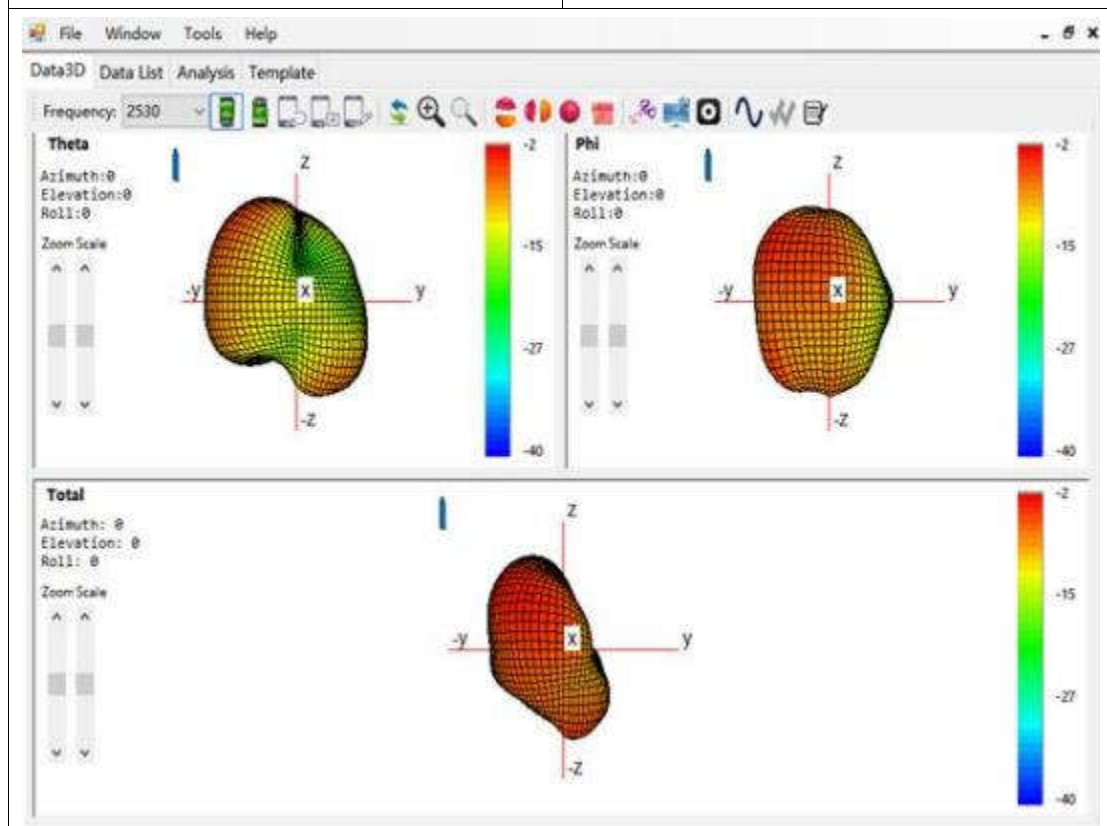 File Window Tools Help
Data3D Data List Analysis Template
Frequency: 2530
Theta
Azimuth:0
Elevation:0
Roll:0
Zoom Scale
Z
-y
X
y
-Z
-2
-15
-27
-40
Phi
Azimuth:0
Elevation:0
Roll:0
Zoom Scale
Z
-y
X
y
-Z
-2
-15
-27
-40
Total
Azimuth: 0
Elevation: 0
Roll: 0
Zoom Scale
Z
-y
X
y
-Z
-2
-15
-27
-40